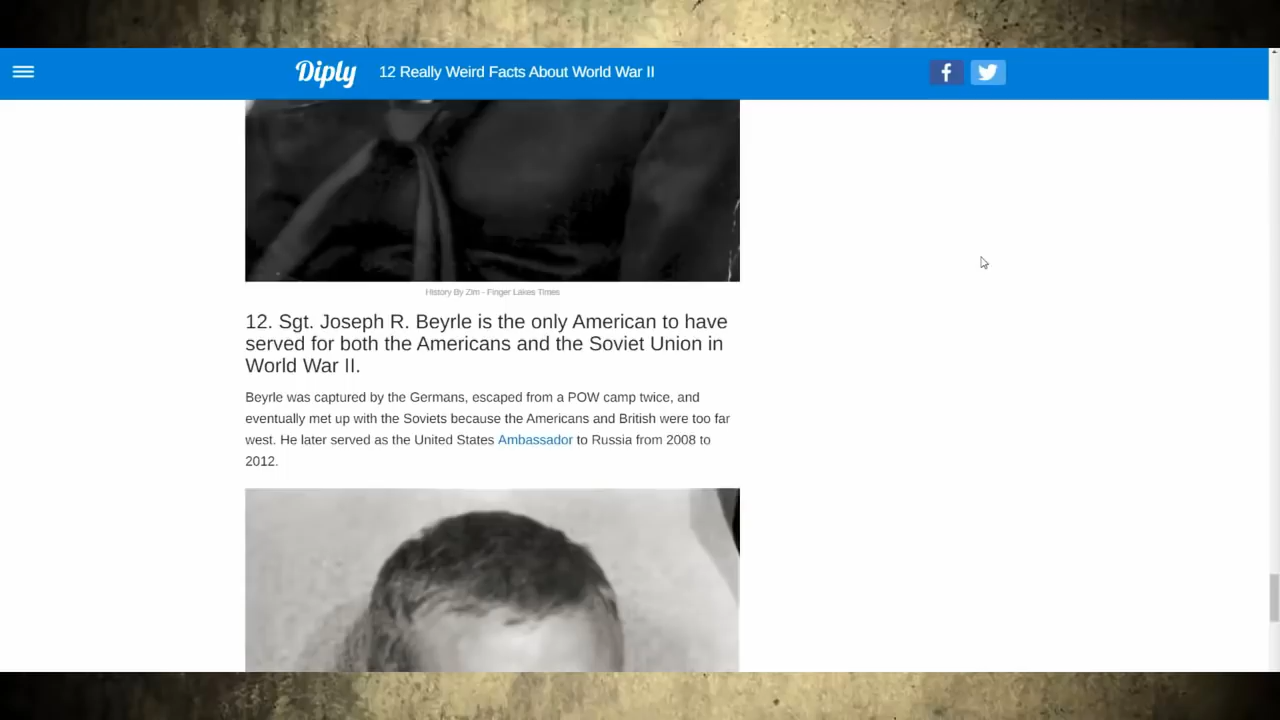 Diply 12 Really Weird Facts About World War II
History By Zim - Finger Lakes Times
12. Sgt. Joseph R. Beyrle is the only American to have
served for both the Americans and the Soviet Union in
World War II.
Beyrle was captured by the Germans, escaped from a POW camp twice, and
eventually met up with the Soviets because the Americans and British were too far
west. He later served as the United States Ambassador to Russia from 2008 to
2012.